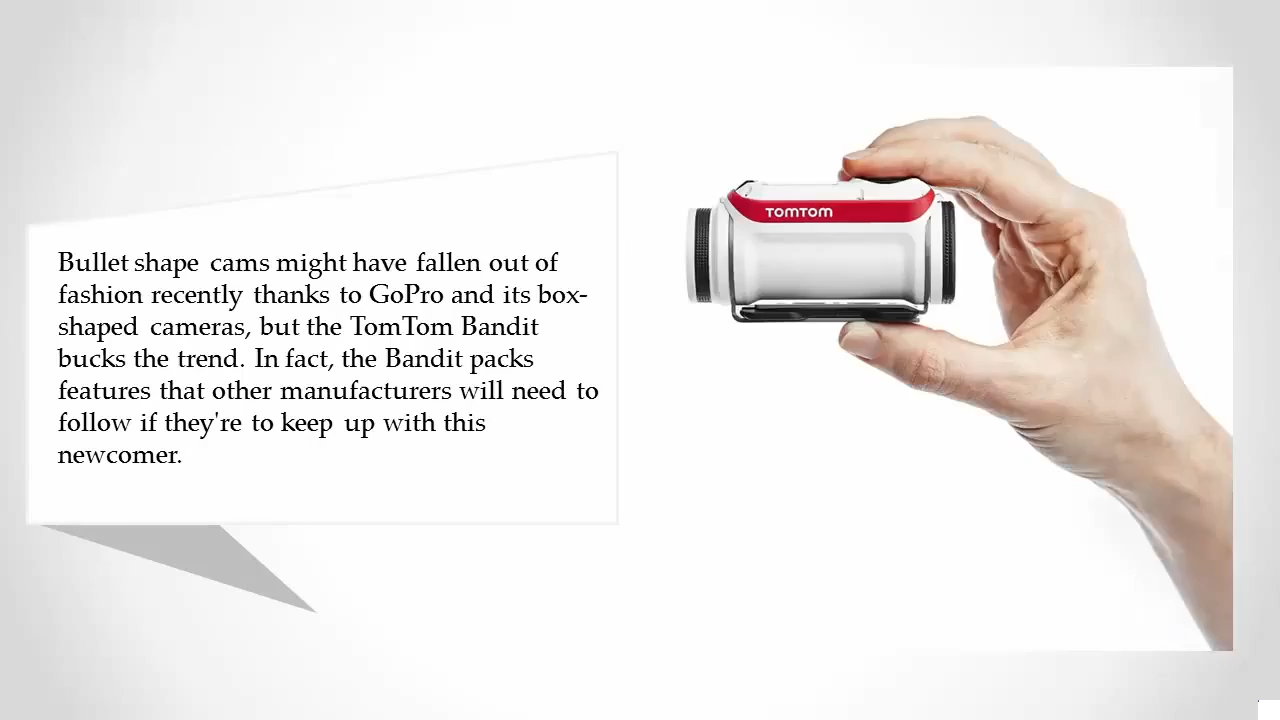 Bullet shape cams might have fallen out of
fashion recently thanks to GoPro and its box-
shaped cameras, but the TomTom Bandit
bucks the trend. In fact, the Bandit packs
features that other manufacturers will need to
follow if they're to keep up with this
newcomer.
TOMTOM